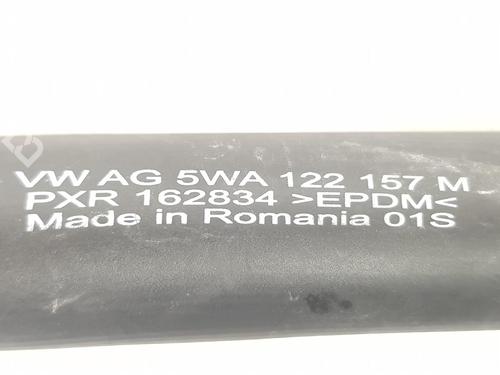 VW AG 5WA 122 157 M
PXR 162834 >EPDM<
Made in Romania 01S